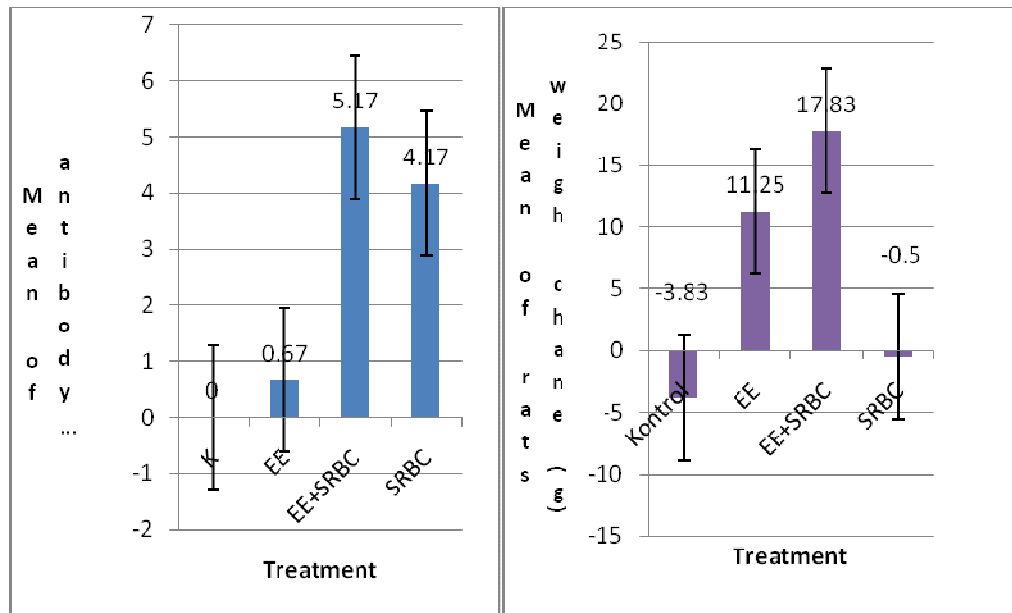 Mean of
antibody...
7
6
5
4
3
2
1
0
-1
-2
0
0.67
5.17
4.17
K
EE
EE+SRBC
SRBC
Treatment
Mean of rats
weigh chane (g)
25
20
15
10
5
0
-5
-10
-15
-3.83
11.25
17.83
-0.5
Kontrol
EE
EE+SRBC
SRBC
Treatment